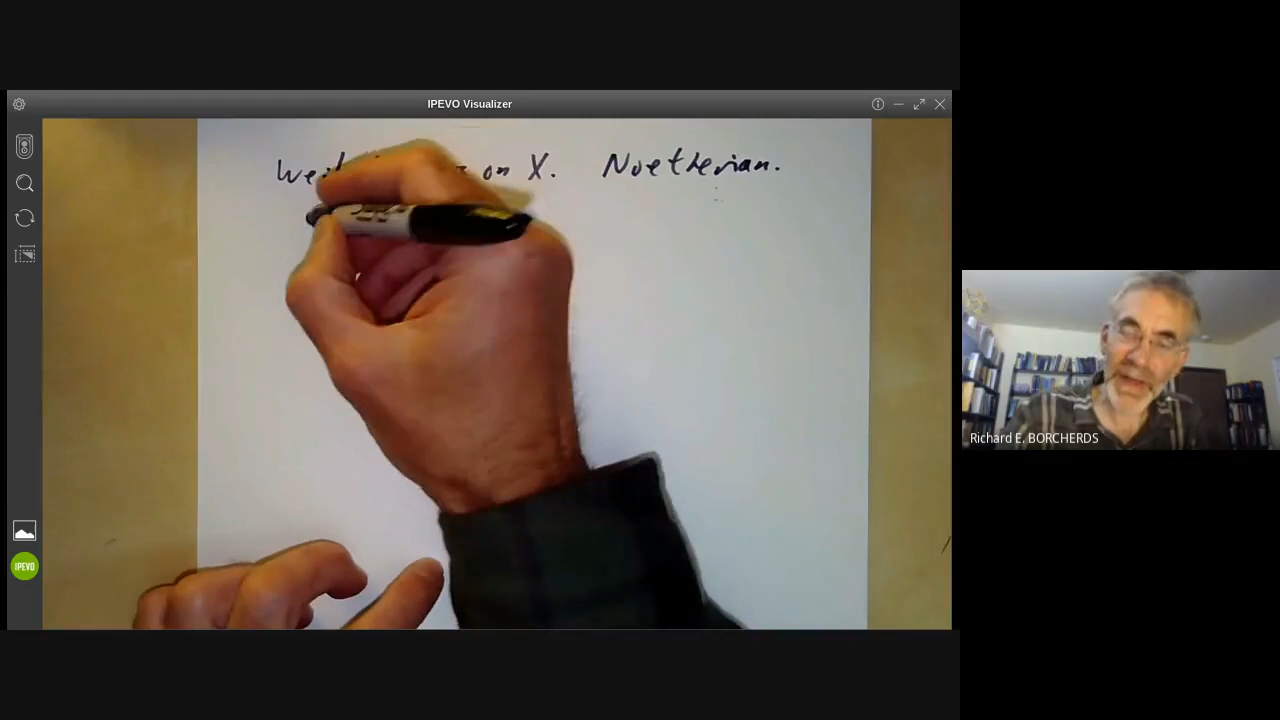 IPEVO Visualizer
on X. Noetherian.
Richard E. BORCHERDS
IPEVO